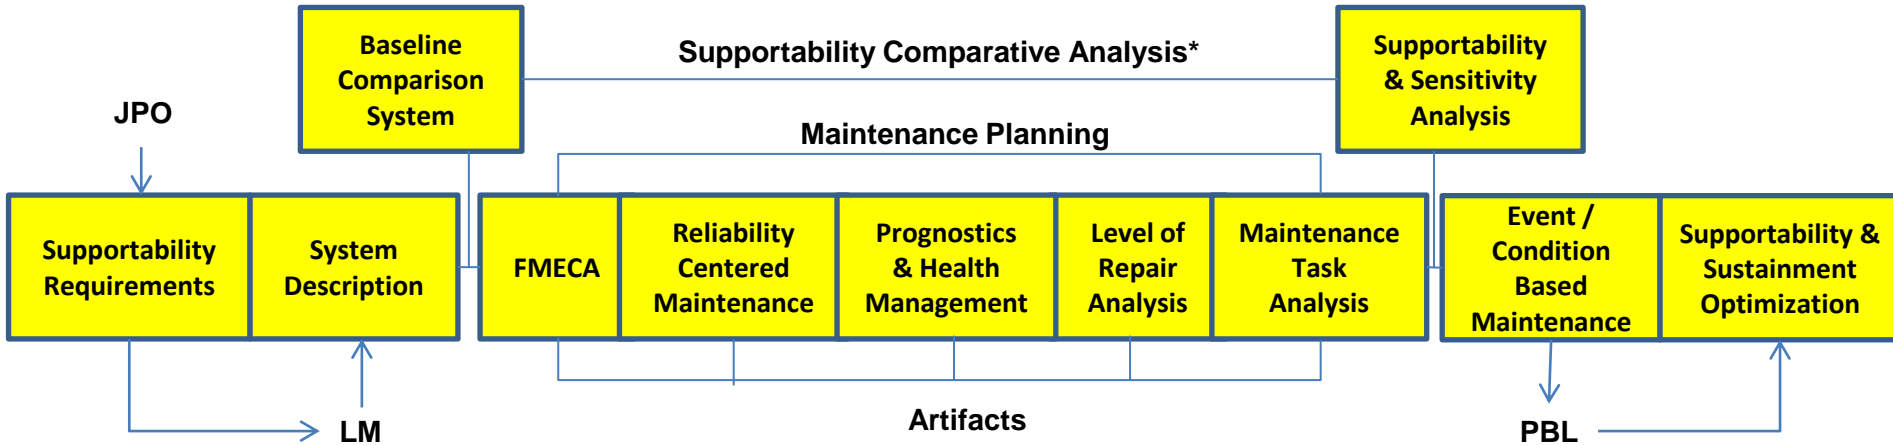 Baseline
Comparison
System
Supportability Comparative Analysis*
Supportability
& Sensitivity
Analysis
JPO
Maintenance Planning
Supportability
Requirements
System
Description
FMECA
Reliability
Centered
Maintenance
Prognostics
& Health
Management
Level of
Repair
Analysis
Maintenance
Task
Analysis
Event /
Condition
Based
Maintenance
Supportability &
Sustainment
Optimization
LM
Artifacts
PBL